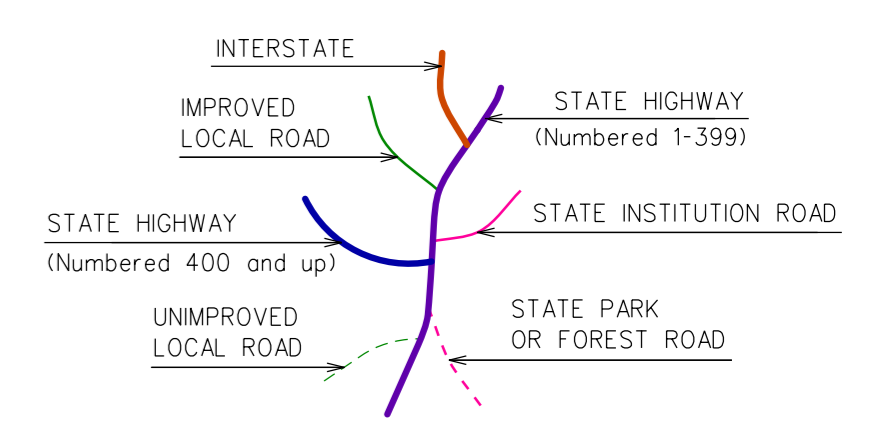 INTERSTATE
STATE HIGHWAY
(Numbered 1-399)
IMPROVED
LOCAL ROAD
STATE INSTITUTION ROAD
STATE HIGHWAY
(Numbered 400 and up)
STATE PARK
OR FOREST ROAD
UNIMPROVED
LOCAL ROAD